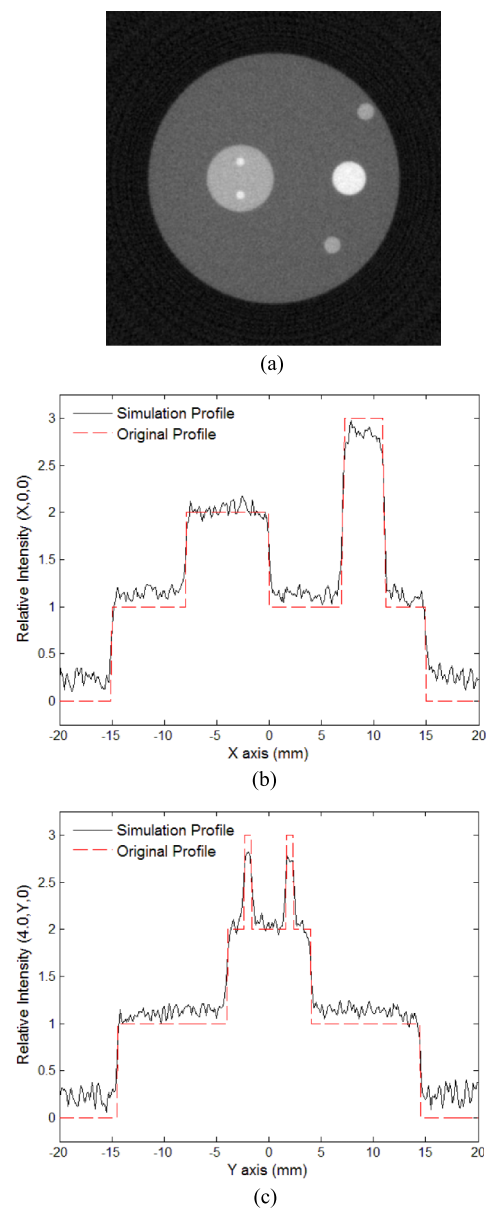 (a)
Simulation Profile
Original Profile
Relative Intensity (X,0,0)
3
2.5
2
1.5
1
0.5
0
-20 -15 -10 -5 0 5 10 15 20
X axis (mm)
(b)
Simulation Profile
Original Profile
Relative Intensity (4.0,Y,0)
3
2.5
2
1.5
1
0.5
0
-20 -15 -10 -5 0 5 10 15 20
Y axis (mm)
(c)